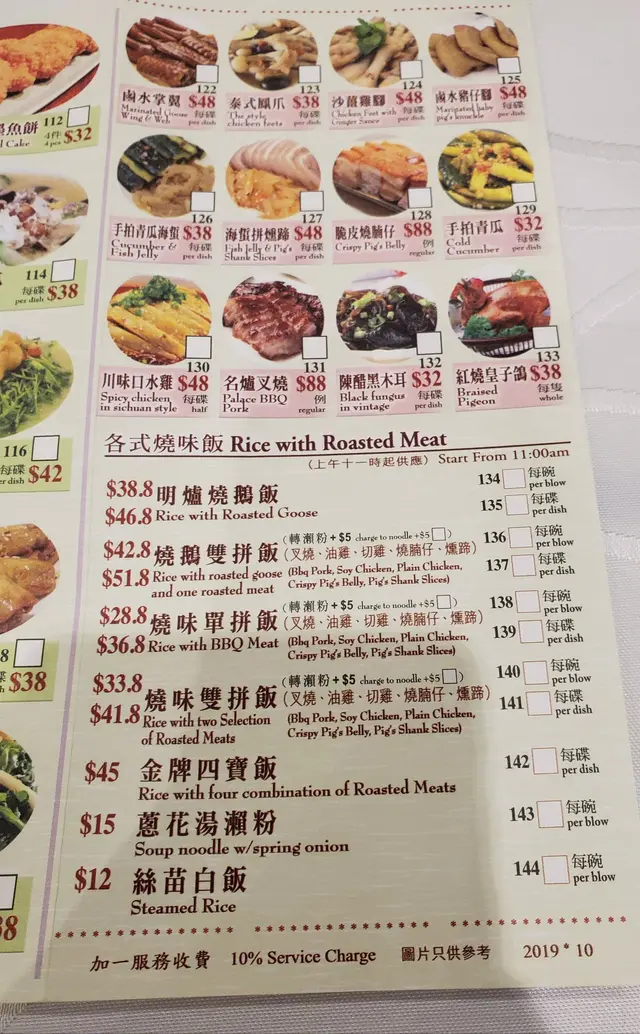 墨魚餅
112
4件
4 pcs
$32
d Cake
114
每碟
per dish
$38
116
每碟
per dish
$42
8
$38
8
122
鹵水掌翼 $48
Marinated Goose
Wing & Web
每碟
per dish
123
泰式鳳爪 $38
Thai style
chicken feets
每碟
per dish
124
沙薑雞腳 $48
Chicken Feet with
Ginger Sauce
每碟
per dish
125
鹵水豬仔腳 $48
Marinated baby
pig's knuckle
每碟
per dish
126
手拍青瓜海蜇 $38
Cucumber &
Fish Jelly
每碟
per dish
127
海蜇拼燻蹄 $48
Fish Jelly & Pig's
Shank Slices
每碟
per dish
128
脆皮燒腩仔 $88
Crispy Pig's Belly
例
regular
129
手拍青瓜 $32
Cold
Cucumber
每碟
per dish
130
川味口水雞 $48
Spicy chicken
in sichuan style
每碟
half
131
名爐叉燒 $88
Palace BBQ
Pork
例
regular
132
陳醋黑木耳 $32
Black fungus
in vintage
每碟
per dish
133
紅燒皇子鴿 $38
Braised
Pigeon
每隻
whole
各式燒味飯 Rice with Roasted Meat
(上午十一時起供應) Start From 11:00am
$38.8 明爐燒鵝飯 134 每碗 per blow
$46.8 Rice with Roasted Goose 135 每碟 per dish
(轉瀨粉 + $5 charge to noodle +$5)
$42.8 燒鵝雙拼飯 (叉燒、油雞、切雞、燒腩仔、燻蹄) 136 每碗 per blow
$51.8 Rice with roasted goose (Bbq Pork, Soy Chicken, Plain Chicken, 137 每碟 per dish
and one roasted meat Crispy Pig's Belly, Pig's Shank Slices)
(轉瀨粉 + $5 charge to noodle +$5)
$28.8 燒味單拼飯 (叉燒、油雞、切雞、燒腩仔、燻蹄) 138 每碗 per blow
$36.8 Rice with BBQ Meat (Bbq Pork, Soy Chicken, Plain Chicken, 139 每碟 per dish
Crispy Pig's Belly, Pig's Shank Slices)
(轉瀨粉 + $5 charge to noodle +$5)
$33.8 燒味雙拼飯 (叉燒、油雞、切雞、燒腩仔、燻蹄) 140 每碗 per blow
$41.8 Rice with two Selection (Bbq Pork, Soy Chicken, Plain Chicken, 141 每碟 per dish
of Roasted Meats Crispy Pig's Belly, Pig's Shank Slices)
$45 金牌四寶飯 142 每碟 per dish
Rice with four combination of Roasted Meats
$15 蔥花湯瀨粉 143 每碗 per blow
Soup noodle w/spring onion
$12 絲苗白飯 144 每碗 per blow
Steamed Rice
加一服務收費 10% Service Charge 圖片只供參考 2019 * 10